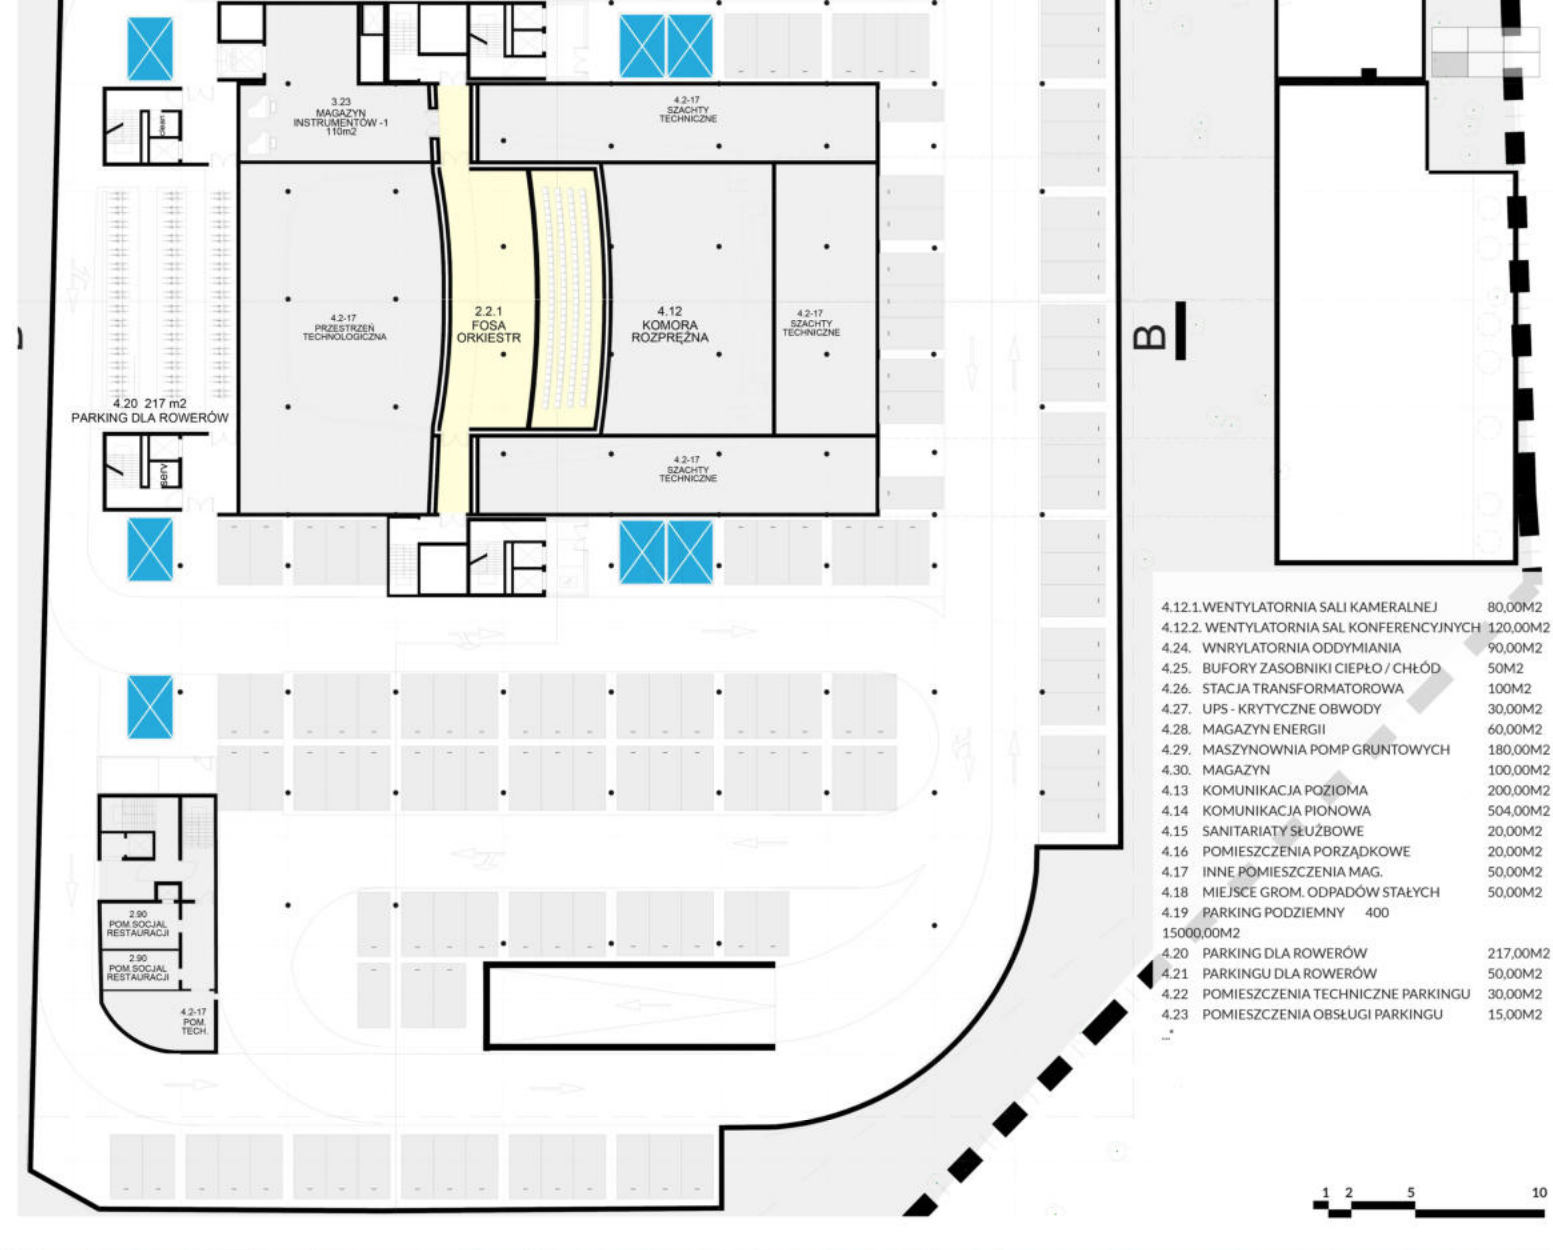 3.23
MAGAZYN
INSTRUMENTÓW -1
110m2
4.2-17
SZACHTY
TECHNICZNE
clean
4.2-17
PRZESTRZEŃ
TECHNOLOGICZNA
2.2.1
FOSA
ORKIESTR
4.12
KOMORA
ROZPRĘŻNA
4.2-17
SZACHTY
TECHNICZNE
B
4.20 217 m2
PARKING DLA ROWERÓW
serv
4.2-17
SZACHTY
TECHNICZNE
2.90
POM.SOCJAL
RESTAURACJI
2.90
POM.SOCJAL
RESTAURACJI
4.2-17
POM.
TECH.
4.12.1.WENTYLATORNIA SALI KAMERALNEJ 80,00M2
4.12.2. WENTYLATORNIA SAL KONFERENCYJNYCH 120,00M2
4.24. WNRYLATORNIA ODDYMIANIA 90,00M2
4.25. BUFORY ZASOBNIKI CIEPŁO / CHŁÓD 50M2
4.26. STACJA TRANSFORMATOROWA 100M2
4.27. UPS - KRYTYCZNE OBWODY 30,00M2
4.28. MAGAZYN ENERGII 60,00M2
4.29. MASZYNOWNIA POMP GRUNTOWYCH 180,00M2
4.30. MAGAZYN 100,00M2
4.13 KOMUNIKACJA POZIOMA 200,00M2
4.14 KOMUNIKACJA PIONOWA 504,00M2
4.15 SANITARIATY SŁUŻBOWE 20,00M2
4.16 POMIESZCZENIA PORZĄDKOWE 20,00M2
4.17 INNE POMIESZCZENIA MAG. 50,00M2
4.18 MIEJSCE GROM. ODPADÓW STAŁYCH 50,00M2
4.19 PARKING PODZIEMNY 400
15000,00M2
4.20 PARKING DLA ROWERÓW 217,00M2
4.21 PARKINGU DLA ROWERÓW 50,00M2
4.22 POMIESZCZENIA TECHNICZNE PARKINGU 30,00M2
4.23 POMIESZCZENIA OBSŁUGI PARKINGU 15,00M2
..."
1 2 5 10